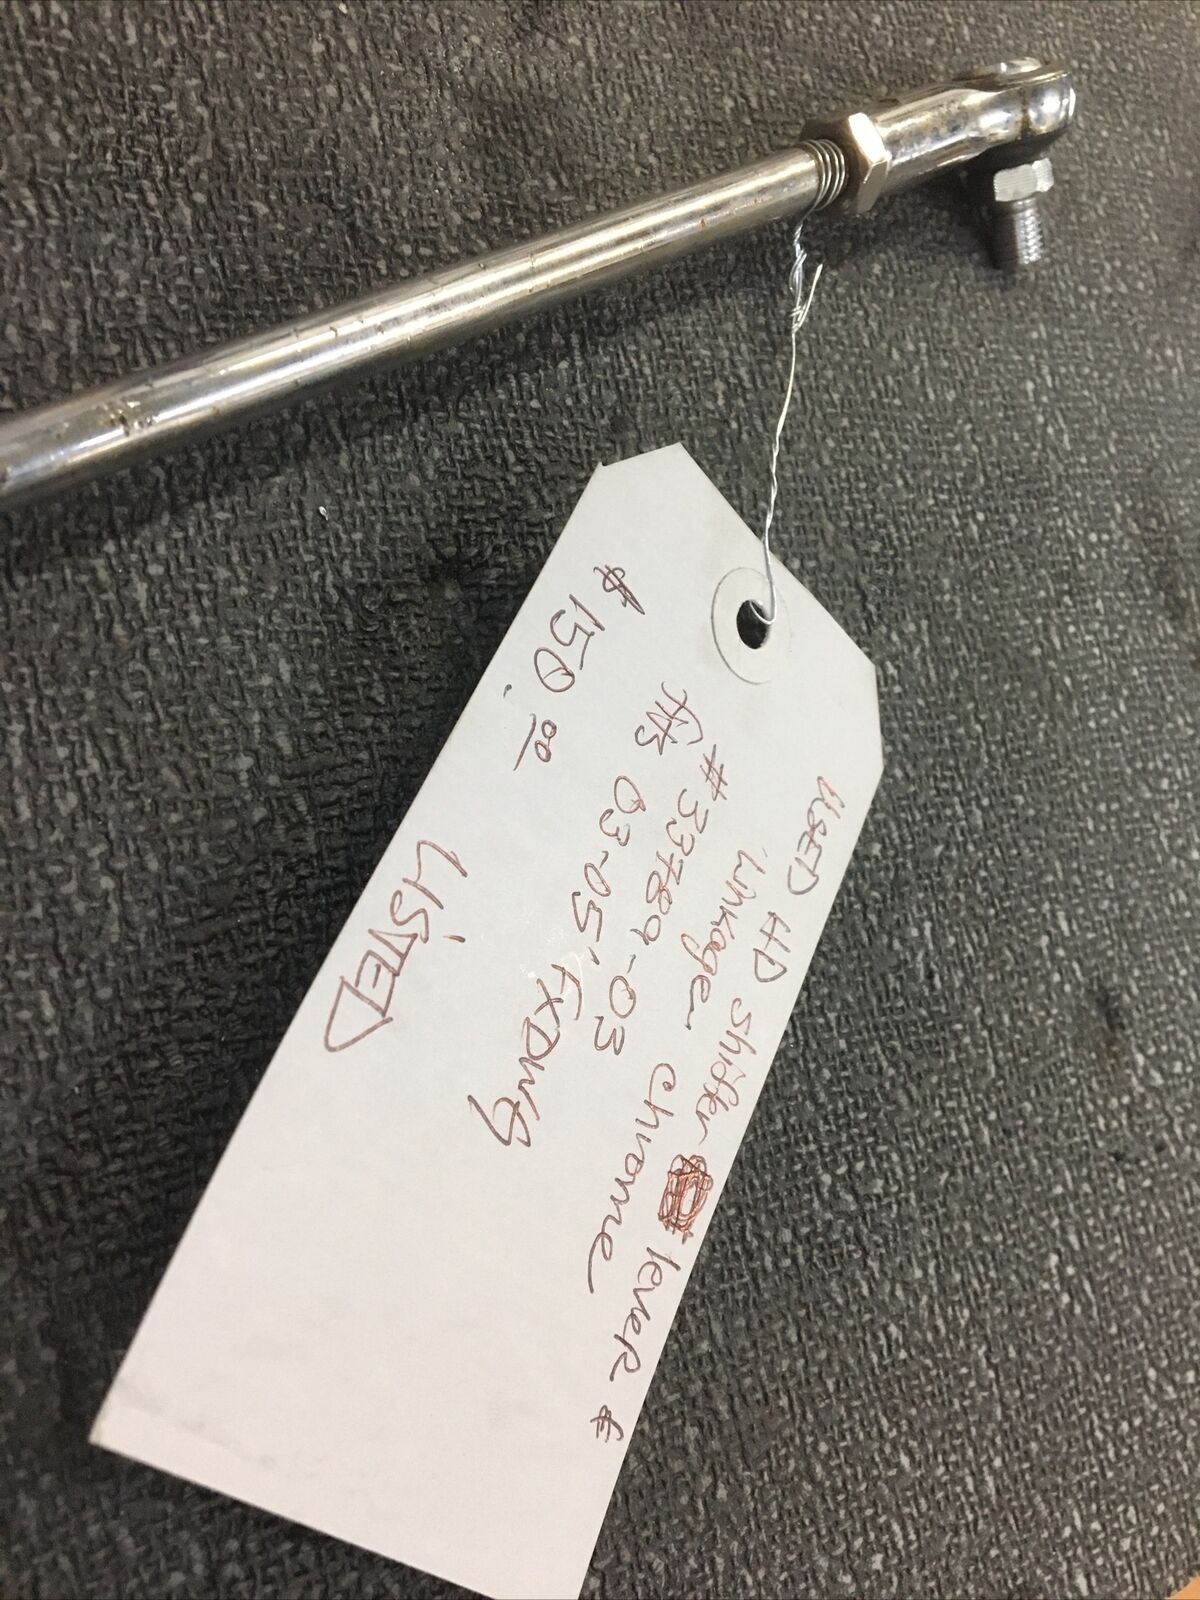 USED HD Shifter lever &
Linkage chrome
#33789-03
fits 03-05' FXDWG
$150.00
LISTED